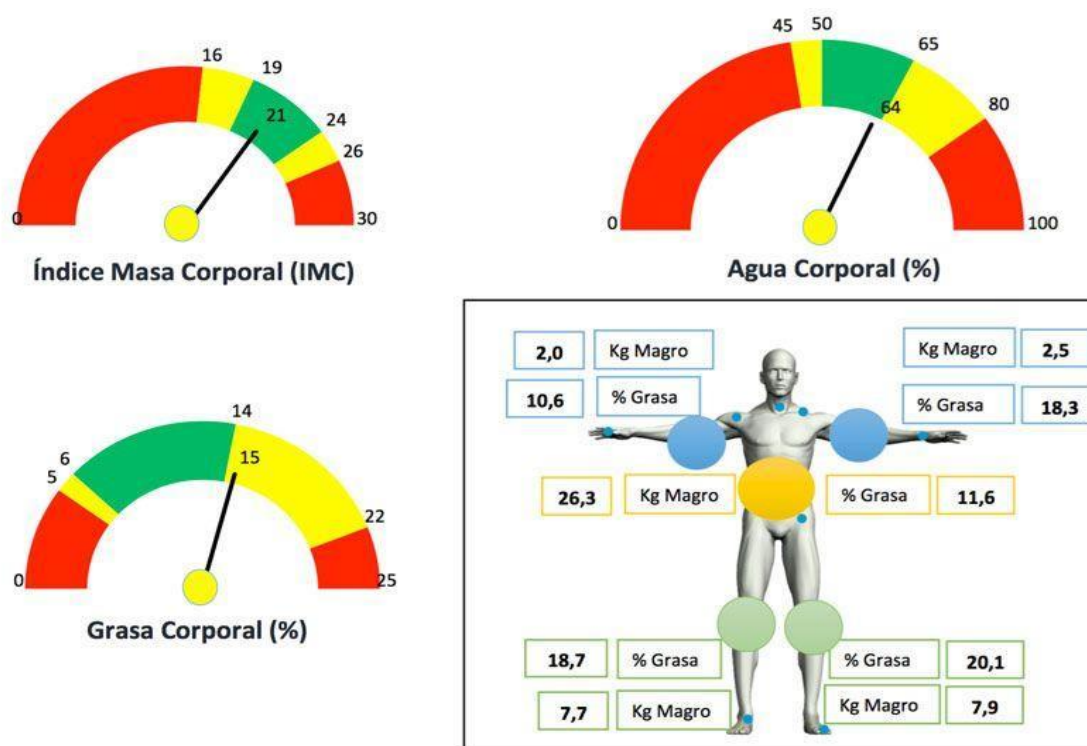 16
19
21
24
26
0
30
Índice Masa Corporal (IMC)
45
50
65
64
80
0
100
Agua Corporal (%)
14
6
15
5
22
0
25
Grasa Corporal (%)
2,0 Kg Magro
Kg Magro 2,5
10,6 % Grasa
% Grasa 18,3
26,3 Kg Magro
% Grasa 11,6
18,7 % Grasa
% Grasa 20,1
7,7 Kg Magro
Kg Magro 7,9